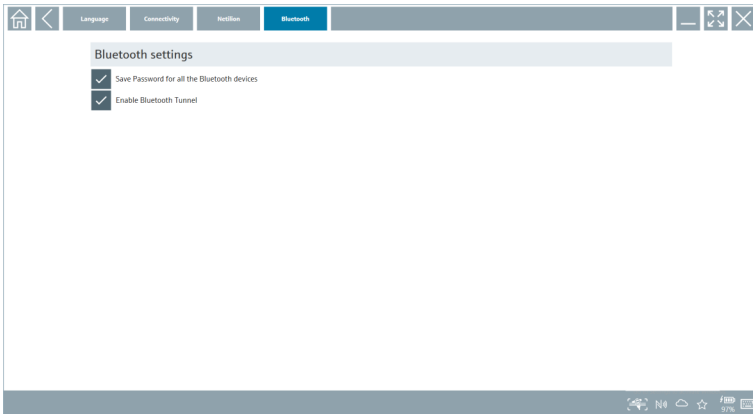 Language Connectivity Netilion Bluetooth
Bluetooth settings
Save Password for all the Bluetooth devices
Enable Bluetooth Tunnel
97%